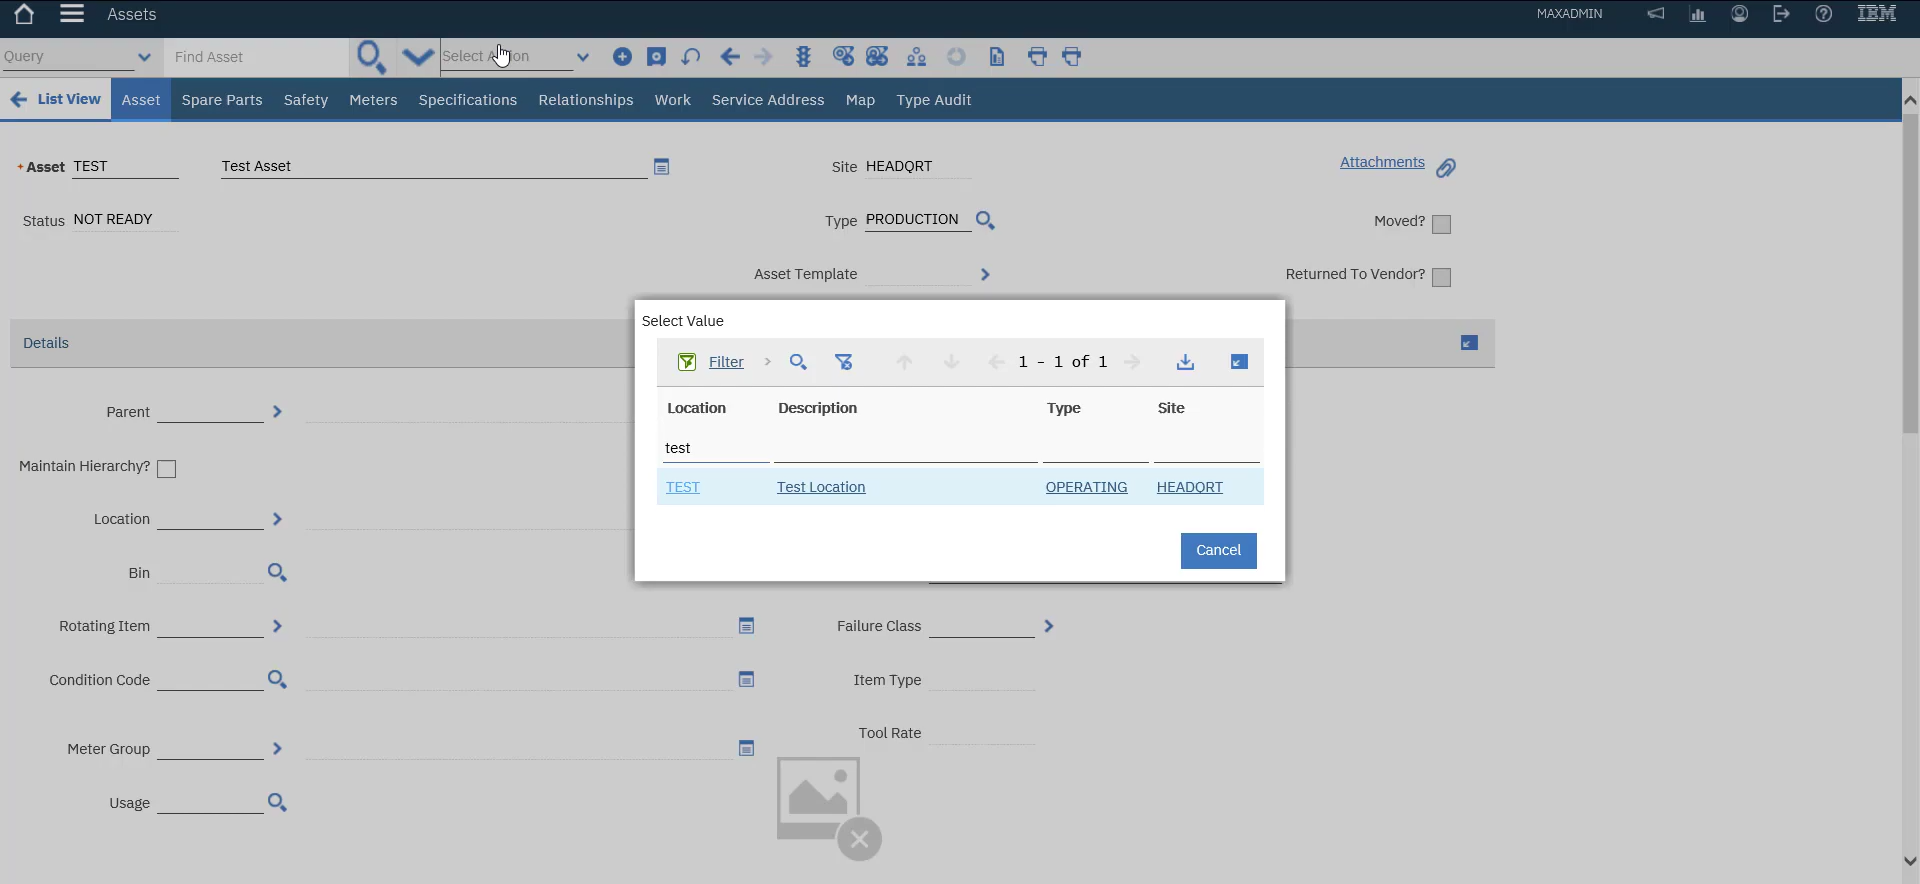 Assets
MAXADMIN
IBM
Query
Find Asset
Select Action
List View
Asset
Spare Parts
Safety
Meters
Specifications
Relationships
Work
Service Address
Map
Type Audit
Asset TEST
Test Asset
Site HEADQRT
Attachments
Status NOT READY
Type PRODUCTION
Moved?
Asset Template
Returned To Vendor?
Details
Select Value
Filter
1 - 1 of 1
Location Description Type Site
test
TEST Test Location OPERATING HEADQRT
Cancel
Parent
Maintain Hierarchy?
Location
Bin
Rotating Item
Failure Class
Condition Code
Item Type
Tool Rate
Meter Group
Usage